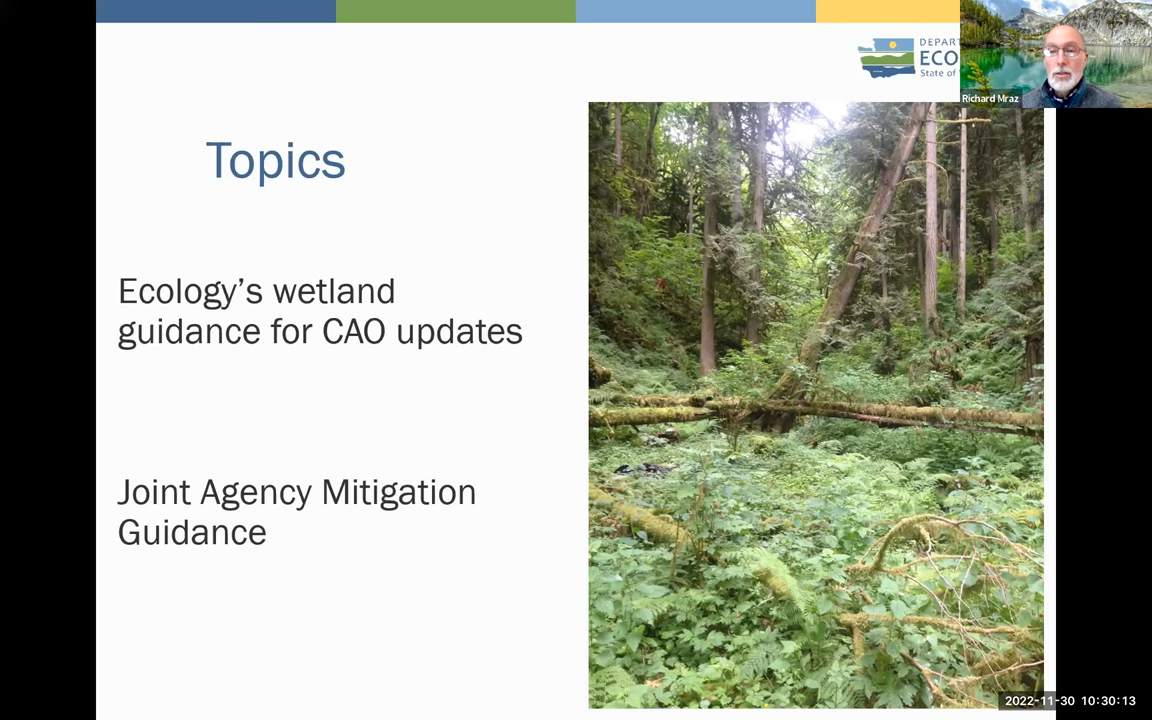 DEPAR
ECO
State of
Richard Mraz
Topics
Ecology's wetland
guidance for CAO updates
Joint Agency Mitigation
Guidance
2022-11-30 10:30:13